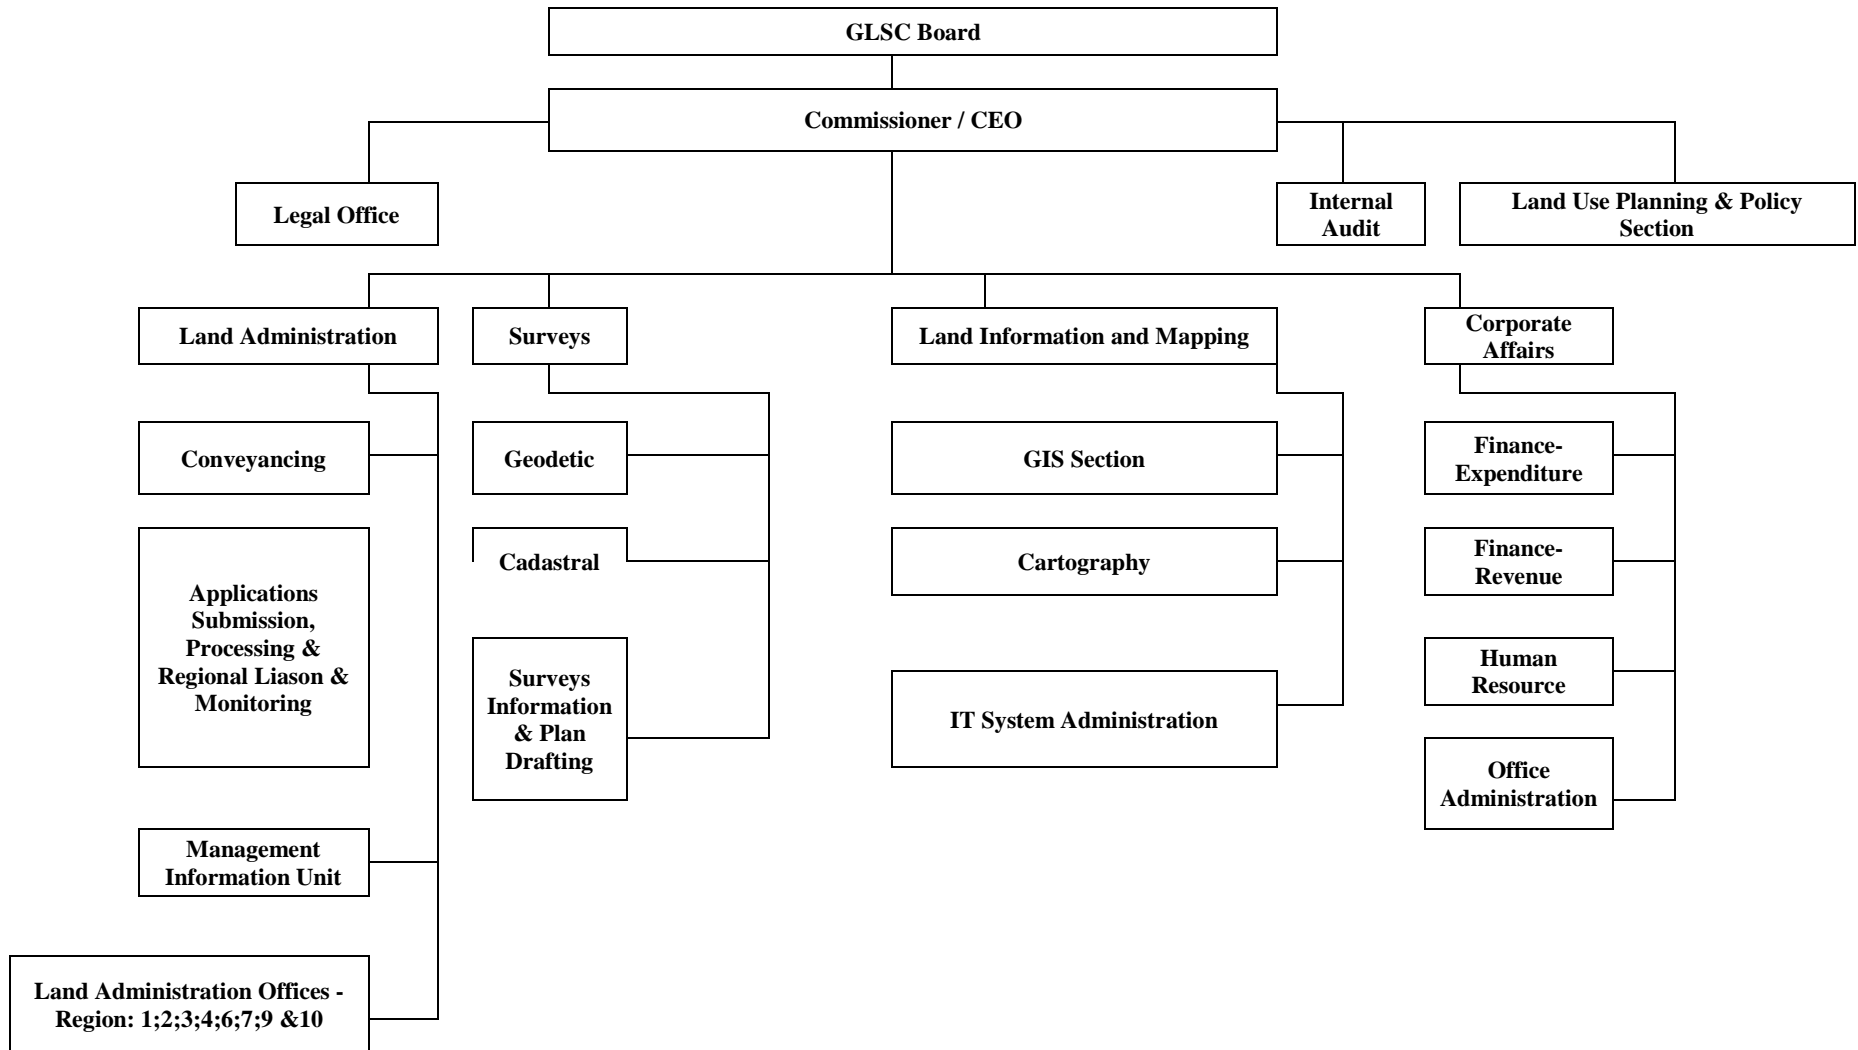 GLSC Board
Commissioner / CEO
Legal Office
Internal
Audit
Land Use Planning & Policy
Section
Land Administration
Surveys
Land Information and Mapping
Corporate
Affairs
Conveyancing
Geodetic
GIS Section
Finance-
Expenditure
Applications
Submission,
Processing &
Regional Liason &
Monitoring
Cadastral
Cartography
Finance-
Revenue
Surveys
Information
& Plan
Drafting
IT System Administration
Human
Resource
Office
Administration
Management
Information Unit
Land Administration Offices -
Region: 1;2;3;4;6;7;9 &10